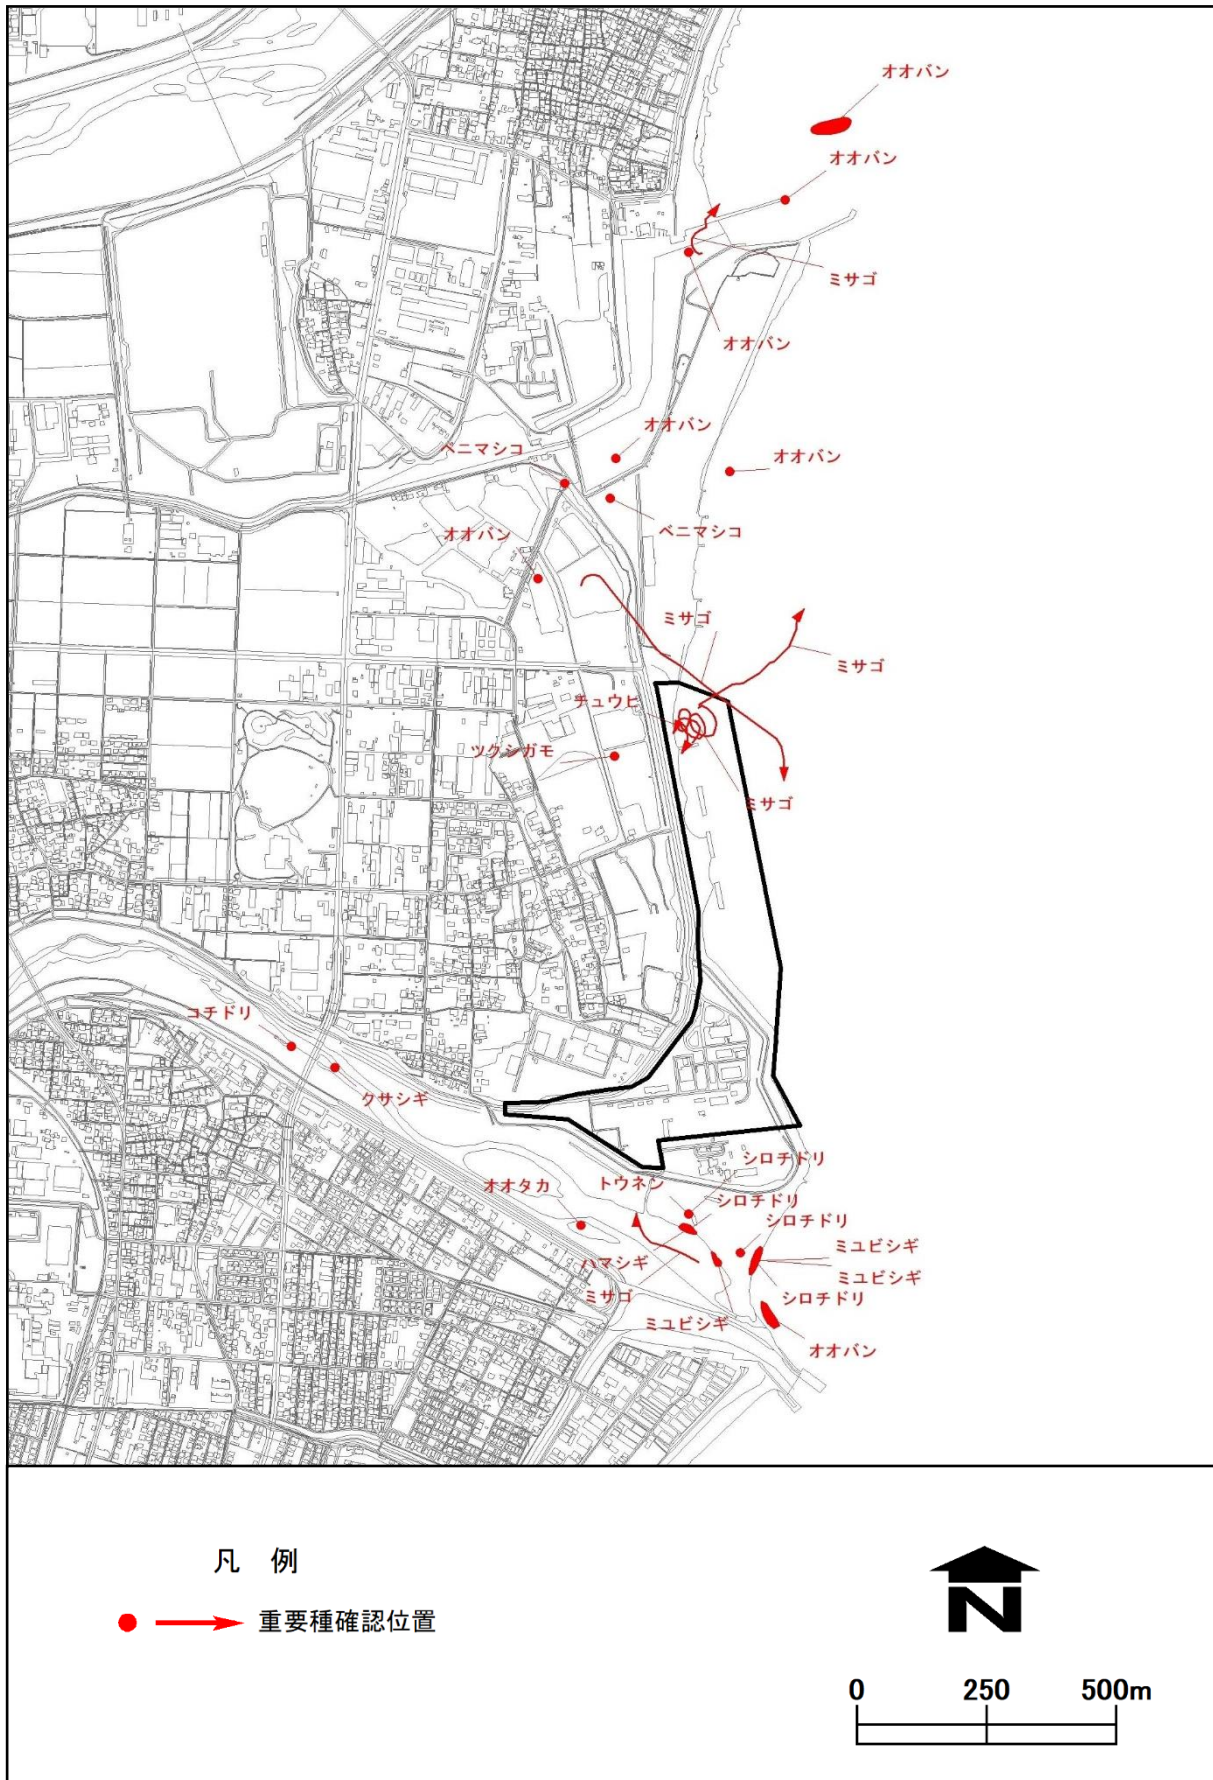 オオバン
オオバン
ミサゴ
オオバン
オオバン
ベニマシコ
オオバン
ベニマシコ
オオバン
ミサゴ
ミサゴ
チュウヒ
ツクシガモ
ミサゴ
コチドリ
クサシギ
シロチドリ
オオタカ
トウネン
シロチドリ
シロチドリ
ミユビシギ
ハマシギ
ミユビシギ
ミサゴ
シロチドリ
ミユビシギ
オオバン
凡 例
重要種確認位置
N
0 250 500m